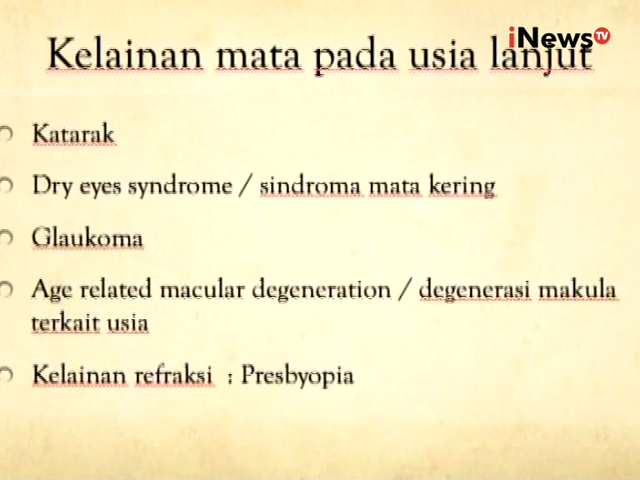 iNews TV
Kelainan mata pada usia lanjut
Katarak
Dry eyes syndrome / sindroma mata kering
Glaukoma
Age related macular degeneration / degenerasi makula
terkait usia
Kelainan refraksi : Presbyopia